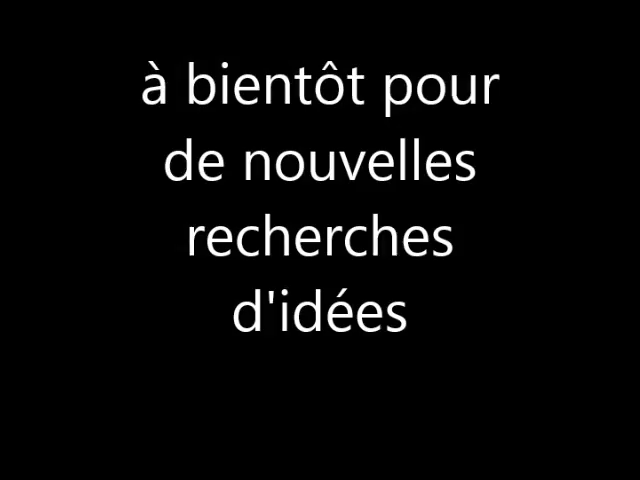 à bientôt pour
de nouvelles
recherches
d'idées